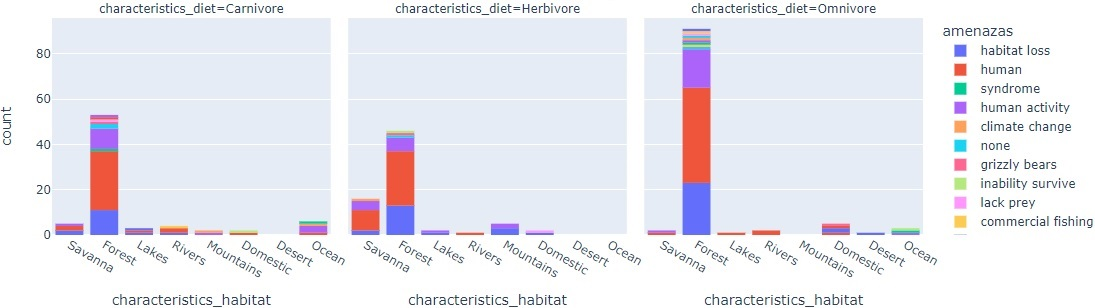 characteristics_diet=Carnivore
characteristics_diet=Herbivore
characteristics_diet=Omnivore
count
80
60
40
20
0
Savanna
Forest
Lakes
Rivers
Mountains
Domestic
Desert
Ocean
Savanna
Forest
Lakes
Rivers
Mountains
Domestic
Desert
Ocean
Savanna
Forest
Lakes
Rivers
Mountains
Domestic
Desert
Ocean
characteristics_habitat
characteristics_habitat
characteristics_habitat
amenazas
habitat loss
human
syndrome
human activity
climate change
none
grizzly bears
inability survive
lack prey
commercial fishing